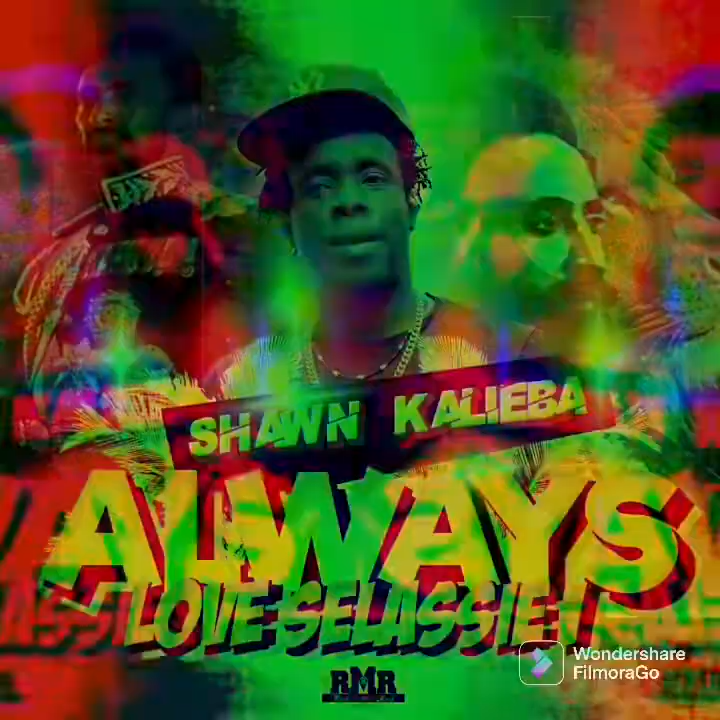 SHAWN KALIEBA
ALWAYS
LOVE SELASSIE I
RMR
Wondershare
FilmoraGo